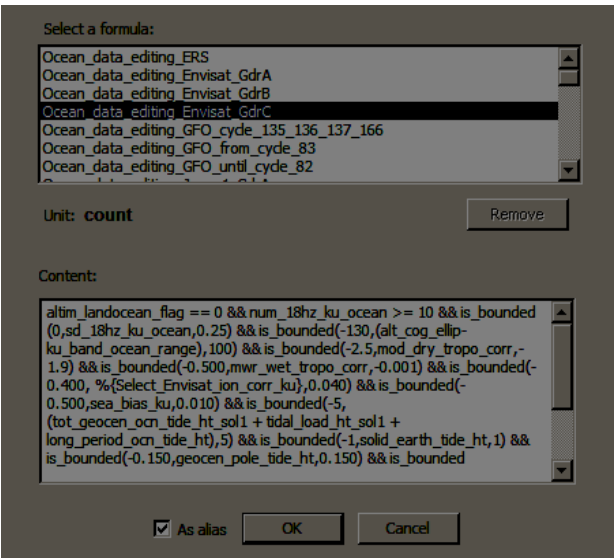 Select a formula:
Ocean_data_editing_ERS
Ocean_data_editing_Envisat_GdrA
Ocean_data_editing_Envisat_GdrB
Ocean_data_editing_Envisat_GdrC
Ocean_data_editing_GFO_cycle_135_136_137_166
Ocean_data_editing_GFO_from_cycle_83
Ocean_data_editing_GFO_until_cycle_82
Unit: count
Remove
Content:
altim_landocean_flag == 0 && num_18hz_ku_ocean >= 10 && is_bounded
(0,sd_18hz_ku_ocean,0.25) && is_bounded(-130,(alt_cog_ellip-
ku_band_ocean_range),100) && is_bounded(-2.5,mod_dry_tropo_corr,-
1.9) && is_bounded(-0.500,mwr_wet_tropo_corr,-0.001) && is_bounded(-
0.400, %{Select_Envisat_ion_corr_ku},0.040) && is_bounded(-
0.500,sea_bias_ku,0.010) && is_bounded(-5,
(tot_geocen_ocn_tide_ht_sol1 + tidal_load_ht_sol1 +
long_period_ocn_tide_ht),5) && is_bounded(-1,solid_earth_tide_ht,1) &&
is_bounded(-0.150,geocen_pole_tide_ht,0.150) && is_bounded
As alias
OK
Cancel